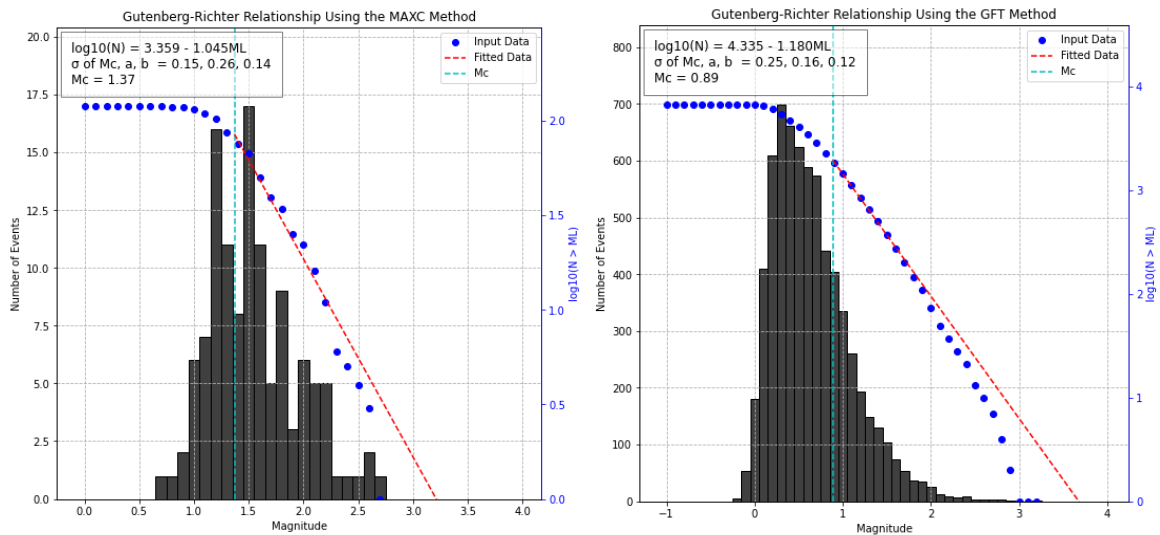 Gutenberg-Richter Relationship Using the MAXC Method
log10(N) = 3.359 - 1.045ML
σ of Mc, a, b  = 0.15, 0.26, 0.14
Mc = 1.37
Input Data
Fitted Data
Mc
20.0
17.5
15.0
12.5
10.0
7.5
5.0
2.5
0.0
Number of Events
2.0
1.5
1.0
0.5
0.0
log10(N > ML)
0.0 0.5 1.0 1.5 2.0 2.5 3.0 3.5 4.0
Magnitude
Gutenberg-Richter Relationship Using the GFT Method
log10(N) = 4.335 - 1.180ML
σ of Mc, a, b  = 0.25, 0.16, 0.12
Mc = 0.89
Input Data
Fitted Data
Mc
800
700
600
500
400
300
200
100
0
Number of Events
4
3
2
1
0
log10(N > ML)
−1 0 1 2 3 4
Magnitude